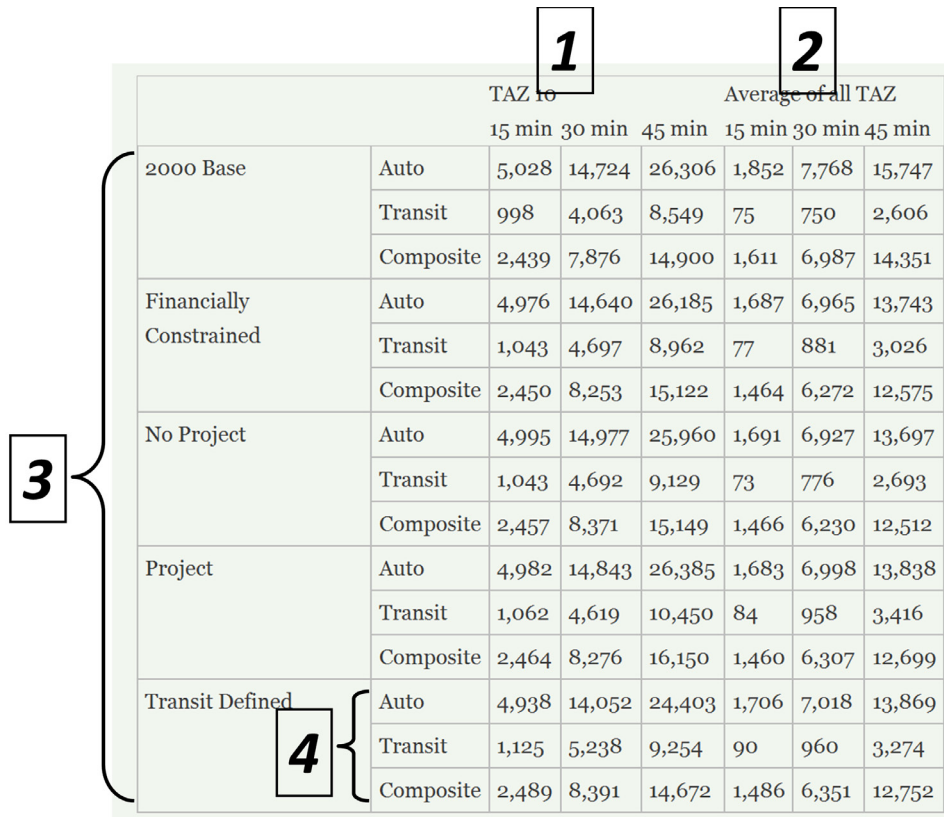 1 2
TAZ 10 Average of all TAZ
15 min 30 min 45 min 15 min 30 min 45 min
2000 Base Auto 5,028 14,724 26,306 1,852 7,768 15,747
Transit 998 4,063 8,549 75 750 2,606
Composite 2,439 7,876 14,900 1,611 6,987 14,351
Financially Auto 4,976 14,640 26,185 1,687 6,965 13,743
Constrained
Transit 1,043 4,697 8,962 77 881 3,026
Composite 2,450 8,253 15,122 1,464 6,272 12,575
No Project Auto 4,995 14,977 25,960 1,691 6,927 13,697
3 Transit 1,043 4,692 9,129 73 776 2,693
Composite 2,457 8,371 15,149 1,466 6,230 12,512
Project Auto 4,982 14,843 26,385 1,683 6,998 13,838
Transit 1,062 4,619 10,450 84 958 3,416
Composite 2,464 8,276 16,150 1,460 6,307 12,699
Transit Defined Auto 4,938 14,052 24,403 1,706 7,018 13,869
4 Transit 1,125 5,238 9,254 90 960 3,274
Composite 2,489 8,391 14,672 1,486 6,351 12,752